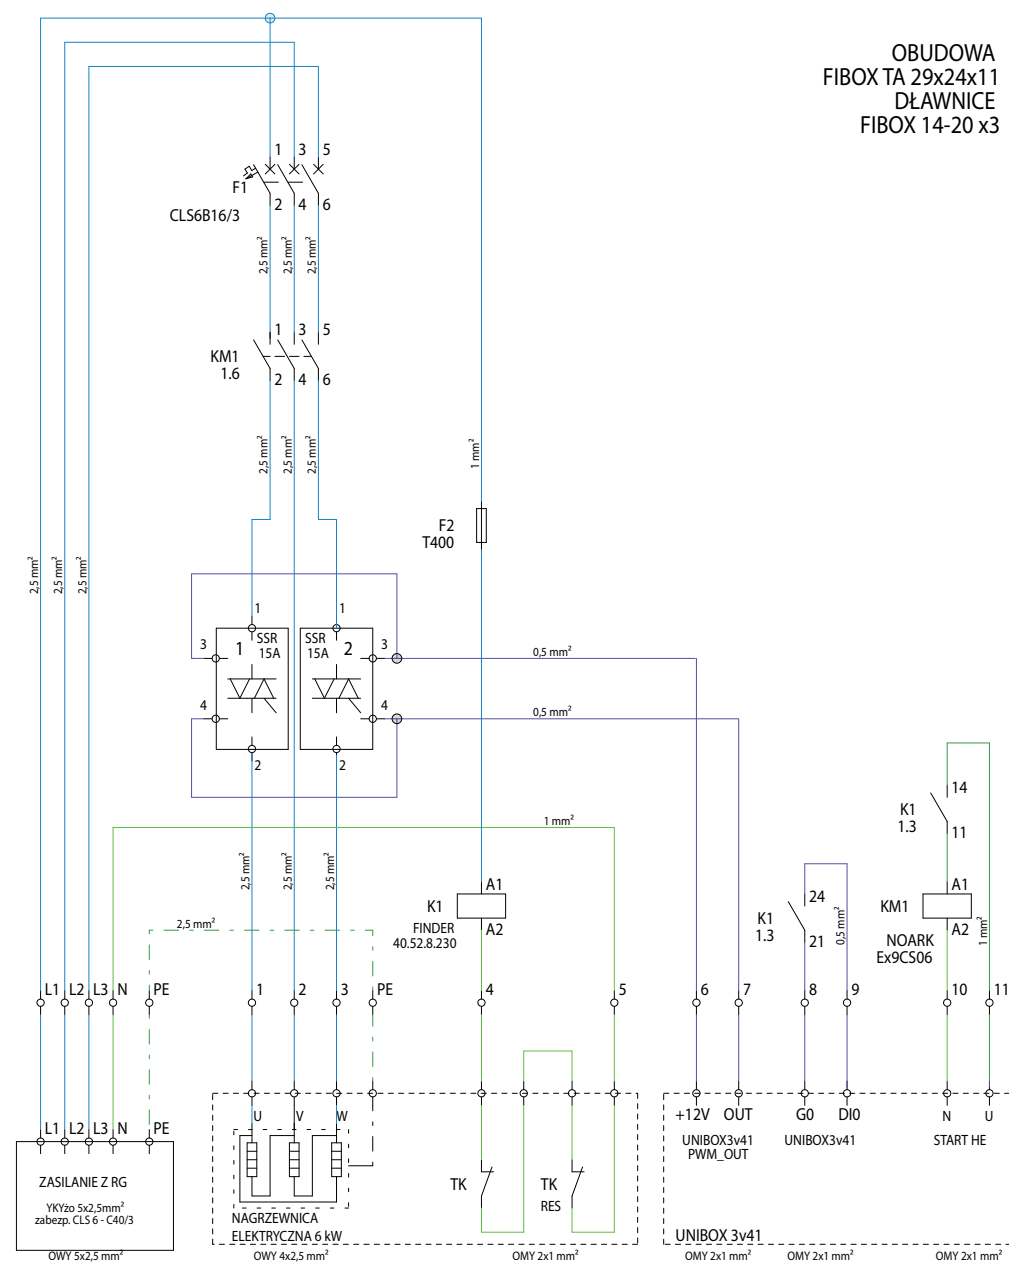 OBUDOWA
FIBOX TA 29x24x11
DŁAWNICE
FIBOX 14-20 x3
1 3 5
F1
2 4 6
CLS6B16/3
2,5 mm² 2,5 mm² 2,5 mm²
1 3 5
KM1
1.6
2 4 6
2,5 mm² 2,5 mm² 2,5 mm²
1 mm²
F2
T400
2,5 mm² 2,5 mm² 2,5 mm²
1 1
3 1 SSR 15A
SSR 15A 2 3
0,5 mm²
4 4
0,5 mm²
2 2
1 mm²
14
K1
1.3
11
2,5 mm² 2,5 mm² 2,5 mm²
A1
K1
FINDER
40.52.8.230
A2
24
K1
1.3
21
0,5 mm²
A1
KM1
A2
NOARK
Ex9CS06
1 mm²
2,5 mm²
L1 L2 L3 N PE 1 2 3 PE 4 5 6 7 8 9 10 11
L1 L2 L3 N PE
U V W
+12V OUT G0 DI0 N U
UNIBOX3v41
PWM_OUT
UNIBOX3v41
START HE
ZASILANIE Z RG
YKYżo 5x2,5mm²
zabezp. CLS 6 - C40/3
TK
TK
RES
NAGRZEWNICA
ELEKTRYCZNA 6 kW
UNIBOX 3v41
OWY 5x2,5 mm² OWY 4x2,5 mm² OMY 2x1 mm² OMY 2x1 mm² OMY 2x1 mm² OMY 2x1 mm²